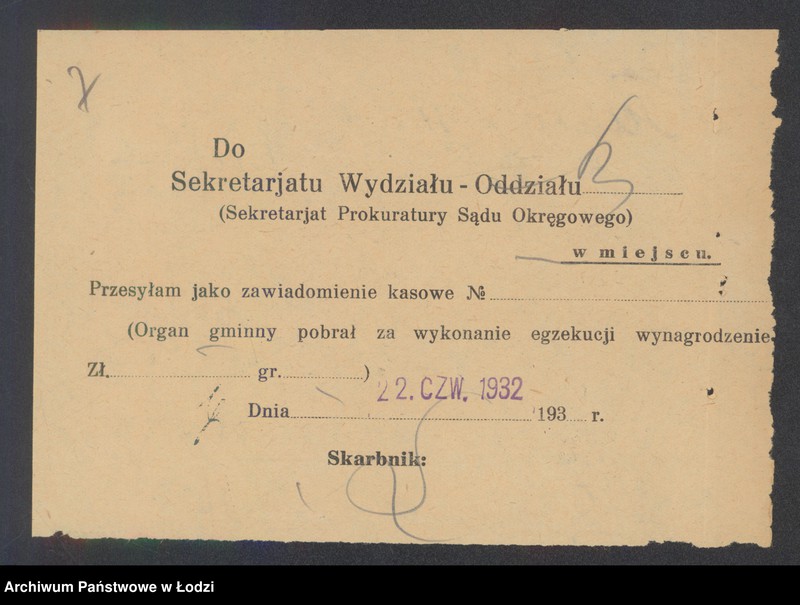 Do
Sekretarjatu Wydziału - Oddziału
(Sekretarjat Prokuratury Sądu Okręgowego)
w miejscu.
Przesyłam jako zawiadomienie kasowe №
(Organ gminny pobrał za wykonanie egzekucji wynagrodzenie
Zł. gr. )
22. CZW. 1932
Dnia 193 r.
Skarbnik:
Archiwum Państwowe w Łodzi